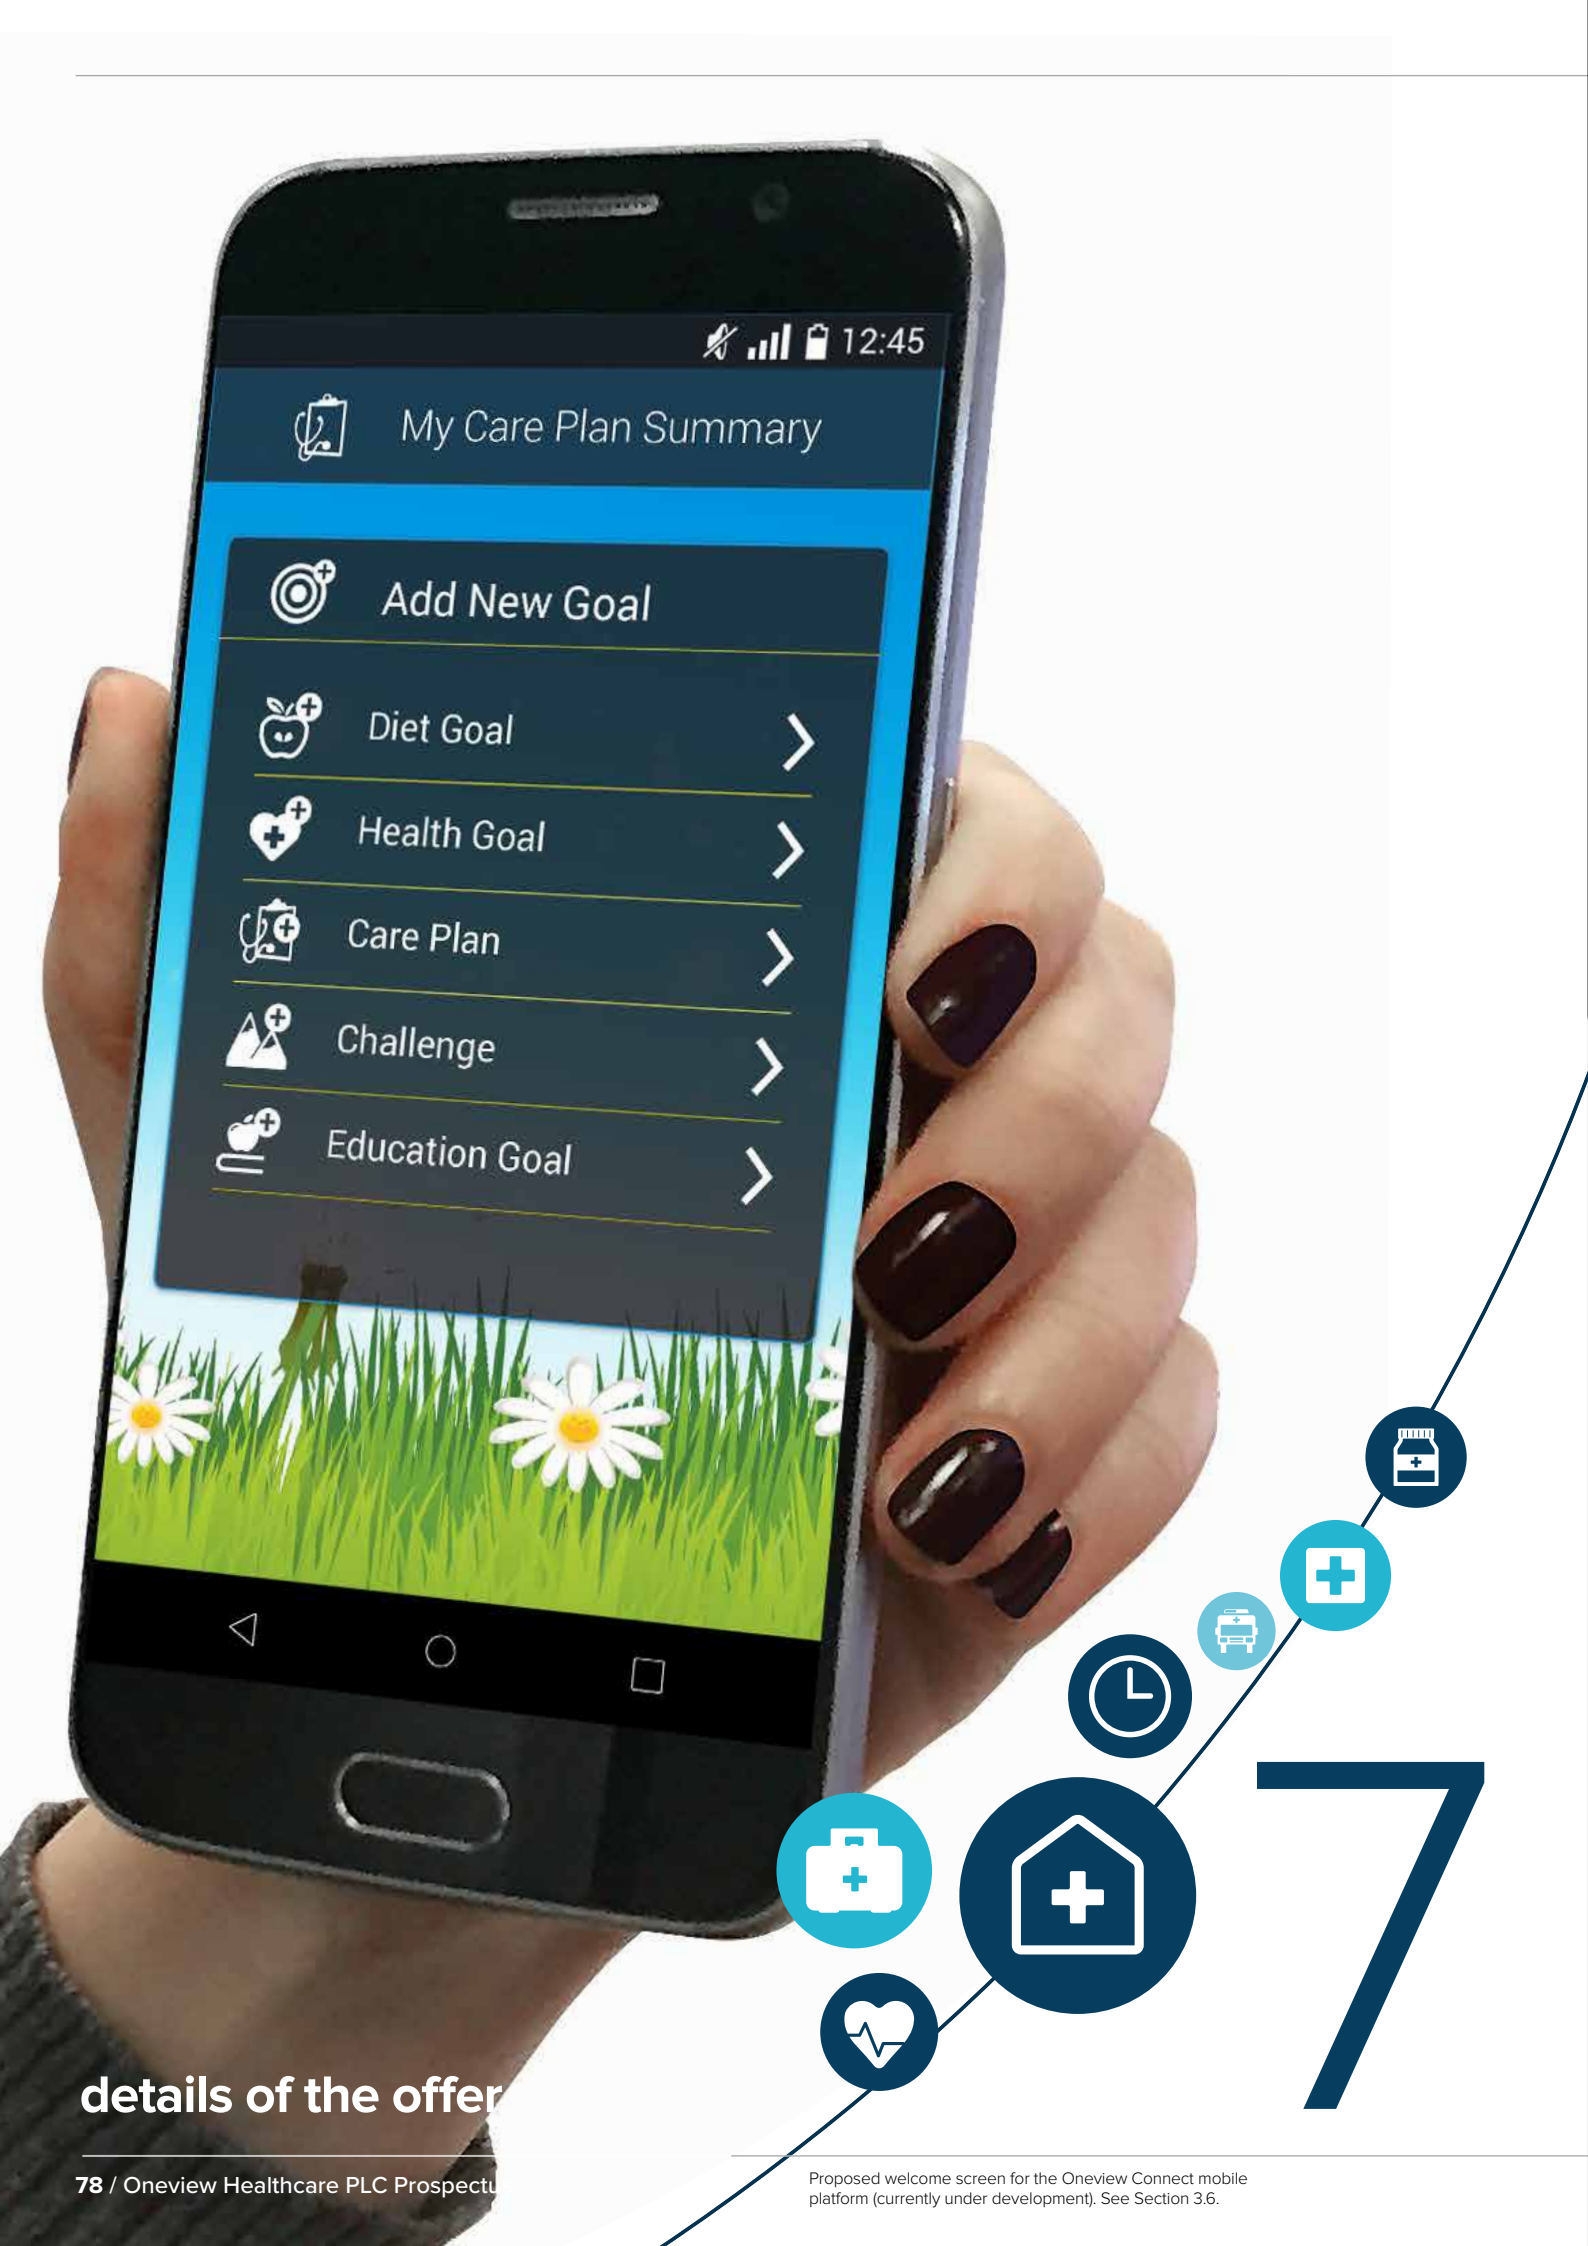 12:45
My Care Plan Summary
Add New Goal
Diet Goal
Health Goal
Care Plan
Challenge
Education Goal
7
details of the offer
78 / Oneview Healthcare PLC Prospectu
Proposed welcome screen for the Oneview Connect mobile
platform (currently under development). See Section 3.6.